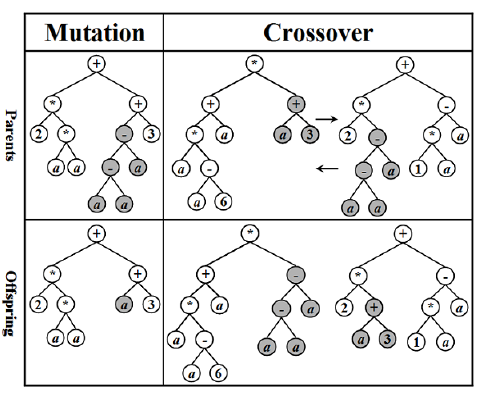 Mutation Crossover
Parents
+
* +
2 * - 3
a a - a
a a
*
+ +
* a a 3
a -
a 6
+
* -
2 - * a
- a 1 a
a a
Offspring
+
* +
2 * a 3
a a
*
+ -
* a - a
a - a a
a 6
+
* -
2 + * a
a 3 1 a